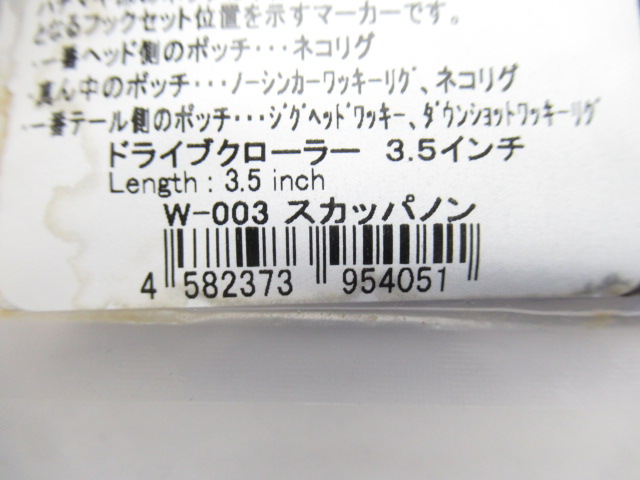 となるフックセット位置を示すマーカーです。
・一番ヘッド側のポッチ･･･ネコリグ
・真ん中のポッチ･･･ノーシンカーワッキーリグ、ネコリグ
・一番テール側のポッチ･･･ジグヘッドワッキー、ダウンショットワッキーリグ
ドライブクローラー 3.5インチ
Length : 3.5 inch
W-003 スカッパノン
4 582373 954051